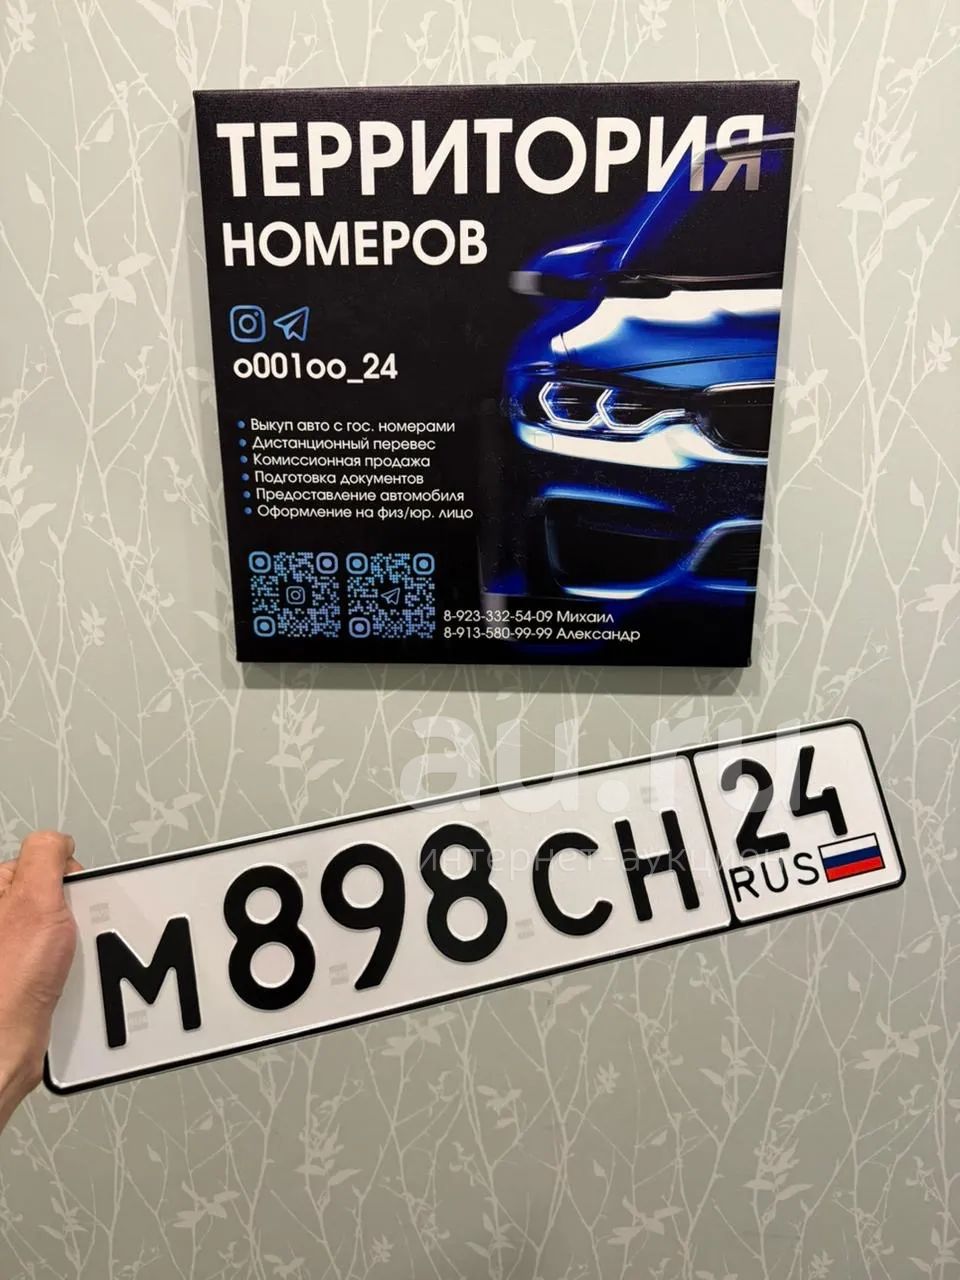 ТЕРРИТОРИЯ
НОМЕРОВ
o001oo_24
• Выкуп авто с гос. номерами
• Дистанционный перевес
• Комиссионная продажа
• Подготовка документов
• Предоставление автомобиля
• Оформление на физ/юр. лицо
8-923-332-54-09 Михаил
8-913-580-99-99 Александр
au.ru
интернет-аукцион
М898СН 24
RUS